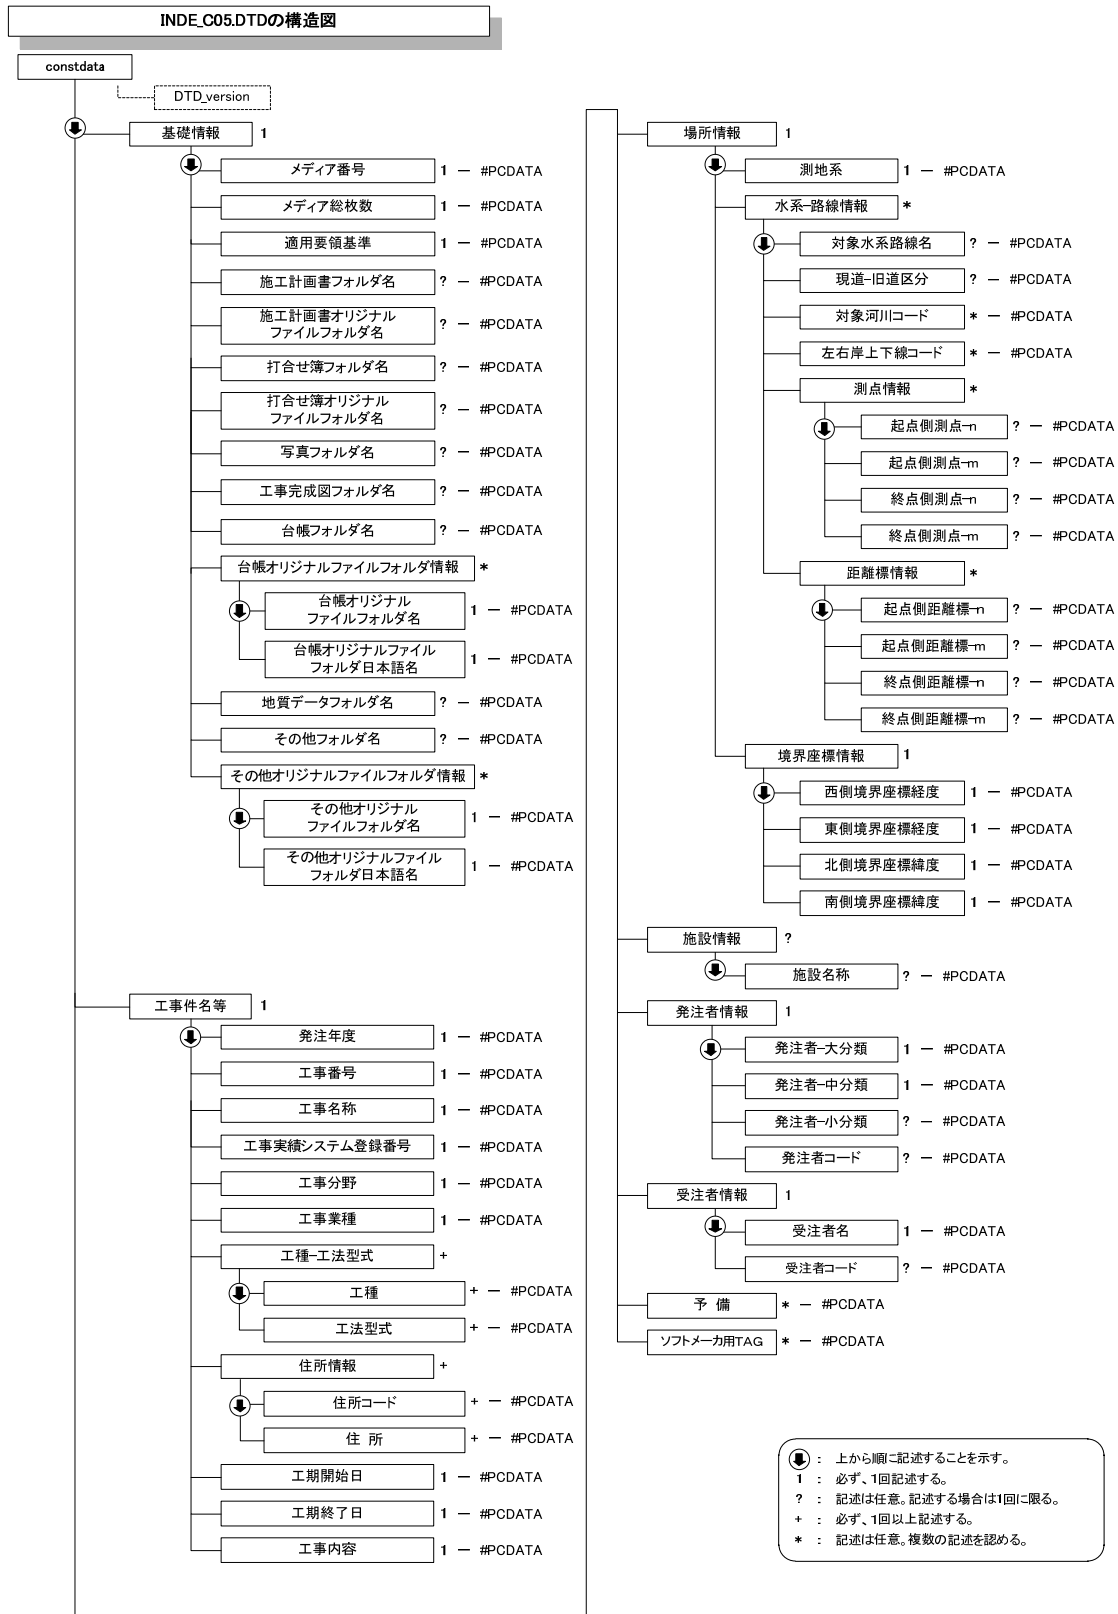 INDE_C05.DTDの構造図
constdata
DTD_version
基礎情報 1
メディア番号 1 － #PCDATA
メディア総枚数 1 － #PCDATA
適用要領基準 1 － #PCDATA
施工計画書フォルダ名 ? － #PCDATA
施工計画書オリジナル
ファイルフォルダ名 ? － #PCDATA
打合せ簿フォルダ名 ? － #PCDATA
打合せ簿オリジナル
ファイルフォルダ名 ? － #PCDATA
写真フォルダ名 ? － #PCDATA
工事完成図フォルダ名 ? － #PCDATA
台帳フォルダ名 ? － #PCDATA
台帳オリジナルファイルフォルダ情報 *
台帳オリジナル
ファイルフォルダ名 1 － #PCDATA
台帳オリジナルファイル
フォルダ日本語名 1 － #PCDATA
地質データフォルダ名 ? － #PCDATA
その他フォルダ名 ? － #PCDATA
その他オリジナルファイルフォルダ情報 *
その他オリジナル
ファイルフォルダ名 1 － #PCDATA
その他オリジナルファイル
フォルダ日本語名 1 － #PCDATA
工事件名等 1
発注年度 1 － #PCDATA
工事番号 1 － #PCDATA
工事名称 1 － #PCDATA
工事実績システム登録番号 1 － #PCDATA
工事分野 1 － #PCDATA
工事業種 1 － #PCDATA
工種-工法型式 +
工種 + － #PCDATA
工法型式 + － #PCDATA
住所情報 +
住所コード + － #PCDATA
住 所 + － #PCDATA
工期開始日 1 － #PCDATA
工期終了日 1 － #PCDATA
工事内容 1 － #PCDATA
場所情報 1
測地系 1 － #PCDATA
水系-路線情報 *
対象水系路線名 ? － #PCDATA
現道-旧道区分 ? － #PCDATA
対象河川コード * － #PCDATA
左右岸上下線コード * － #PCDATA
測点情報 *
起点側測点-n ? － #PCDATA
起点側測点-m ? － #PCDATA
終点側測点-n ? － #PCDATA
終点側測点-m ? － #PCDATA
距離標情報 *
起点側距離標-n ? － #PCDATA
起点側距離標-m ? － #PCDATA
終点側距離標-n ? － #PCDATA
終点側距離標-m ? － #PCDATA
境界座標情報 1
西側境界座標経度 1 － #PCDATA
東側境界座標経度 1 － #PCDATA
北側境界座標緯度 1 － #PCDATA
南側境界座標緯度 1 － #PCDATA
施設情報 ?
施設名称 ? － #PCDATA
発注者情報 1
発注者-大分類 1 － #PCDATA
発注者-中分類 1 － #PCDATA
発注者-小分類 ? － #PCDATA
発注者コード ? － #PCDATA
受注者情報 1
受注者名 1 － #PCDATA
受注者コード ? － #PCDATA
予 備 * － #PCDATA
ソフトメーカ用TAG * － #PCDATA
： 上から順に記述することを示す。
1 ： 必ず、1回記述する。
? ： 記述は任意。記述する場合は1回に限る。
+ ： 必ず、1回以上記述する。
* ： 記述は任意。複数の記述を認める。